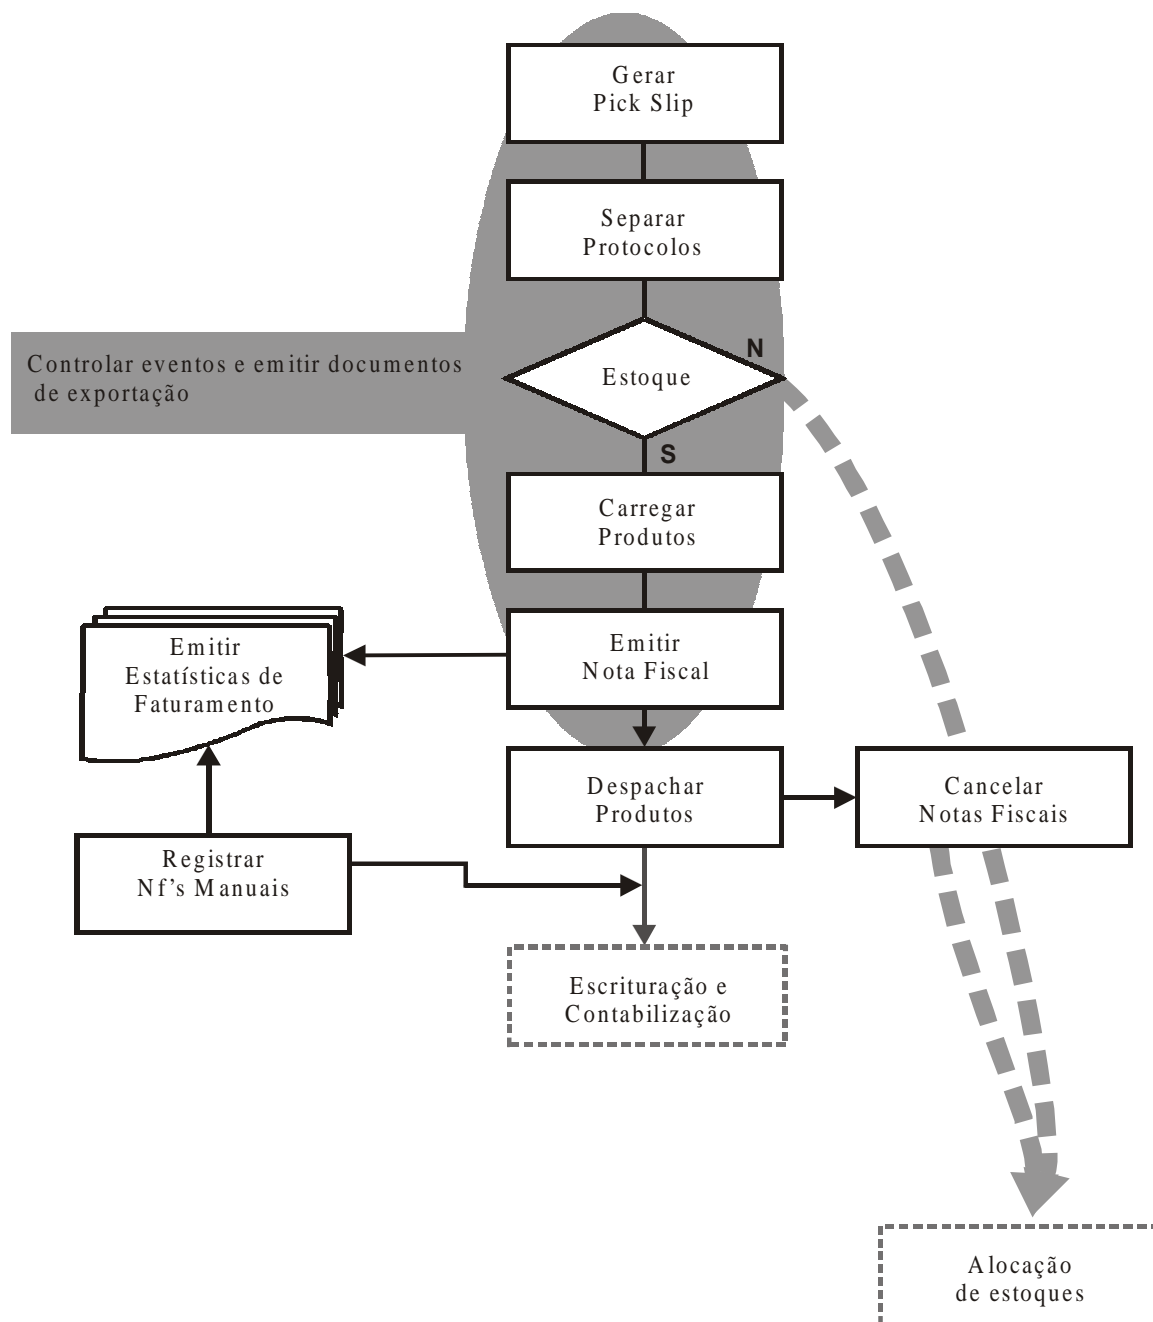 Gerar
Pick Slip
Separar
Protocolos
Controlar eventos e emitir documentos
de exportação
N
Estoque
S
Carregar
Produtos
Emitir
Estatísticas de
Faturamento
Emitir
Nota Fiscal
Despachar
Produtos
Cancelar
Notas Fiscais
Registrar
Nf's Manuais
Escrituração e
Contabilização
Alocação
de estoques